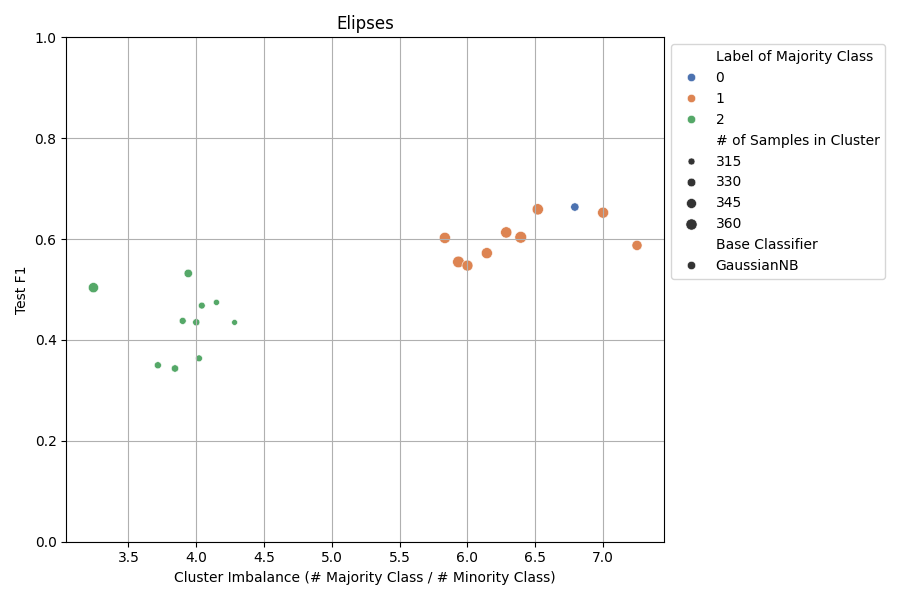 Elipses
1.0
0.8
0.6
0.4
0.2
0.0
Test F1
3.5 4.0 4.5 5.0 5.5 6.0 6.5 7.0
Cluster Imbalance (# Majority Class / # Minority Class)
Label of Majority Class
0
1
2
# of Samples in Cluster
315
330
345
360
Base Classifier
GaussianNB